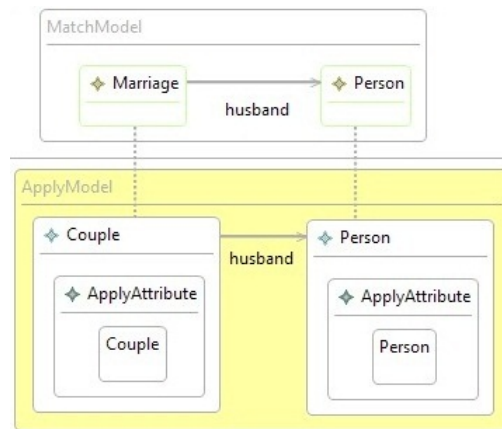 MatchModel
Marriage
Person
husband
ApplyModel
Couple
Person
husband
ApplyAttribute
ApplyAttribute
Couple
Person